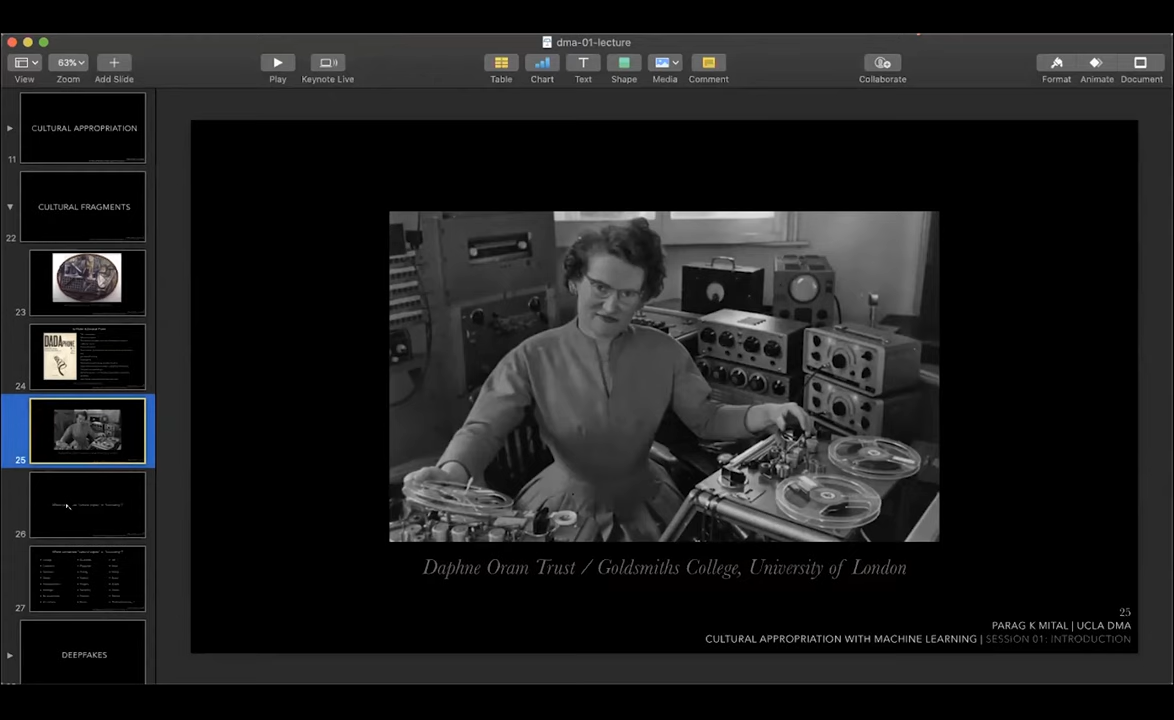 dma-01-lecture
63%
View
Zoom
Add Slide
Play
Keynote Live
Table
Chart
Text
Shape
Media
Comment
Collaborate
Format
Animate
Document
CULTURAL APPROPRIATION
11
CULTURAL FRAGMENTS
22
23
DADA
24
25
26
27
DEEPFAKES
Daphne Oram Trust / Goldsmiths College, University of London
25
PARAG K MITAL | UCLA DMA
CULTURAL APPROPRIATION WITH MACHINE LEARNING | SESSION 01: INTRODUCTION